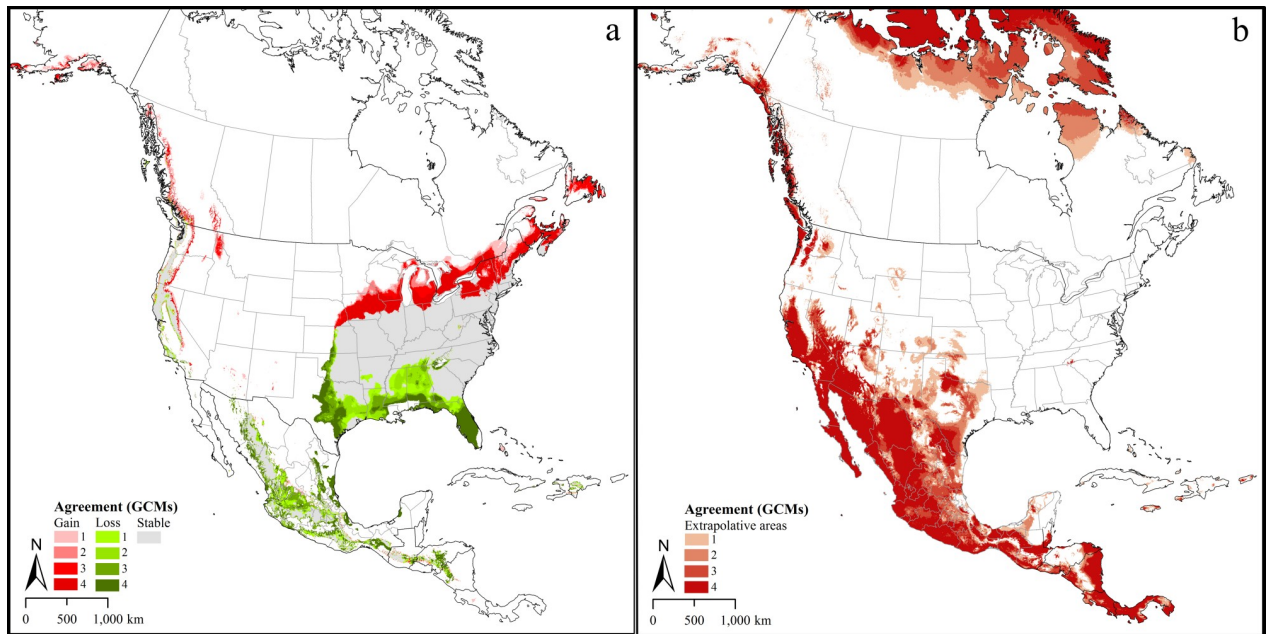 a
Agreement (GCMs)
Gain Loss Stable
1 1
2 2
3 3
4 4
N
0 500 1,000 km
b
Agreement (GCMs)
Extrapolative areas
1
2
3
4
N
0 500 1,000 km